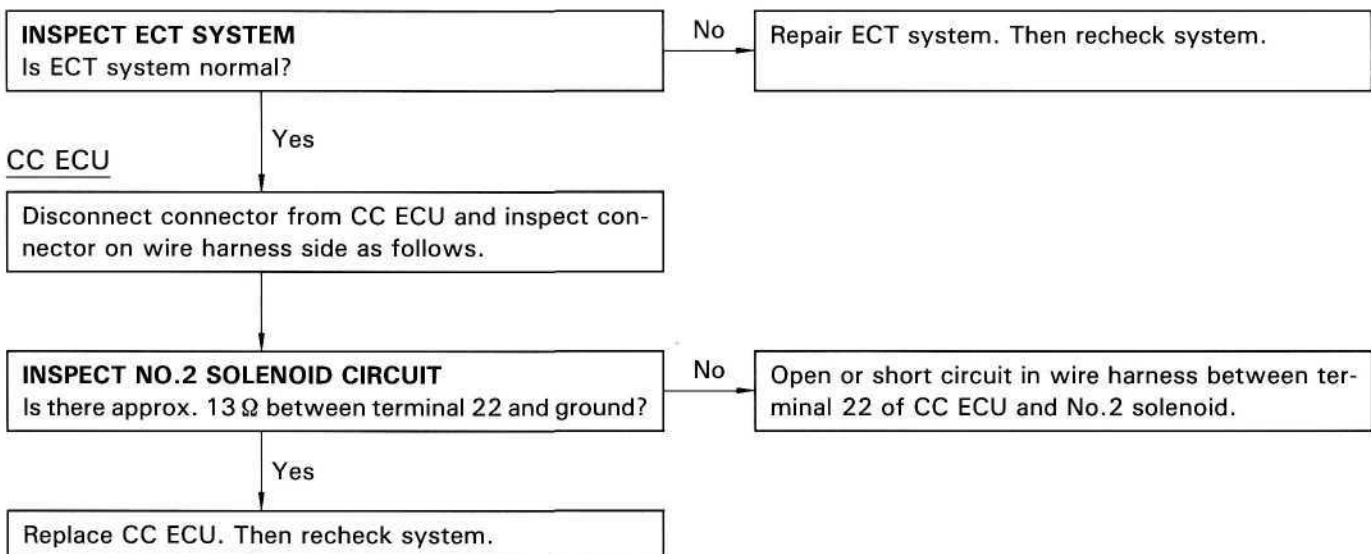 INSPECT ECT SYSTEM
Is ECT system normal?
No
Repair ECT system. Then recheck system.
Yes
CC ECU
Disconnect connector from CC ECU and inspect con-
nector on wire harness side as follows.
INSPECT NO.2 SOLENOID CIRCUIT
Is there approx. 13 Ω between terminal 22 and ground?
No
Open or short circuit in wire harness between ter-
minal 22 of CC ECU and No.2 solenoid.
Yes
Replace CC ECU. Then recheck system.